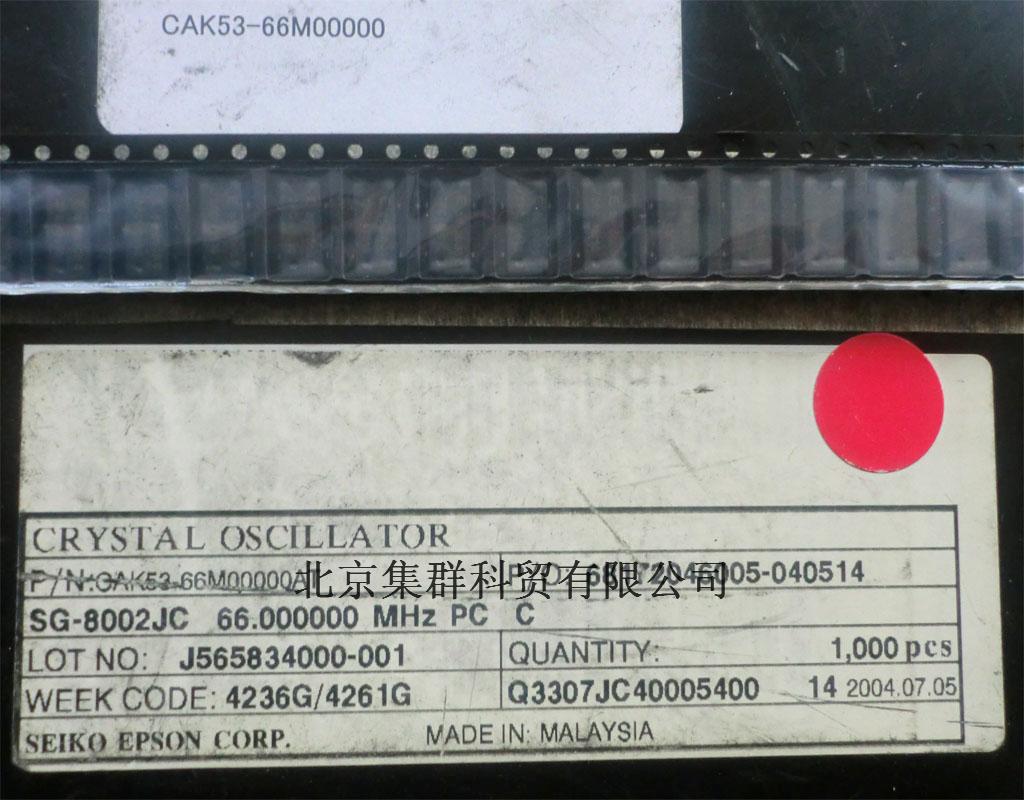 CAK53-66M00000
CRYSTAL OSCILLATOR
P/N:CAK53-66M00000A
北京集群科贸有限公司
SG-8002JC 66.000000 MHz PC C
LOT NO: J565834000-001
QUANTITY: 1,000 pcs
WEEK CODE: 4236G/4261G
Q3307JC40005400 14 2004.07.05
SEIKO EPSON CORP.
MADE IN: MALAYSIA